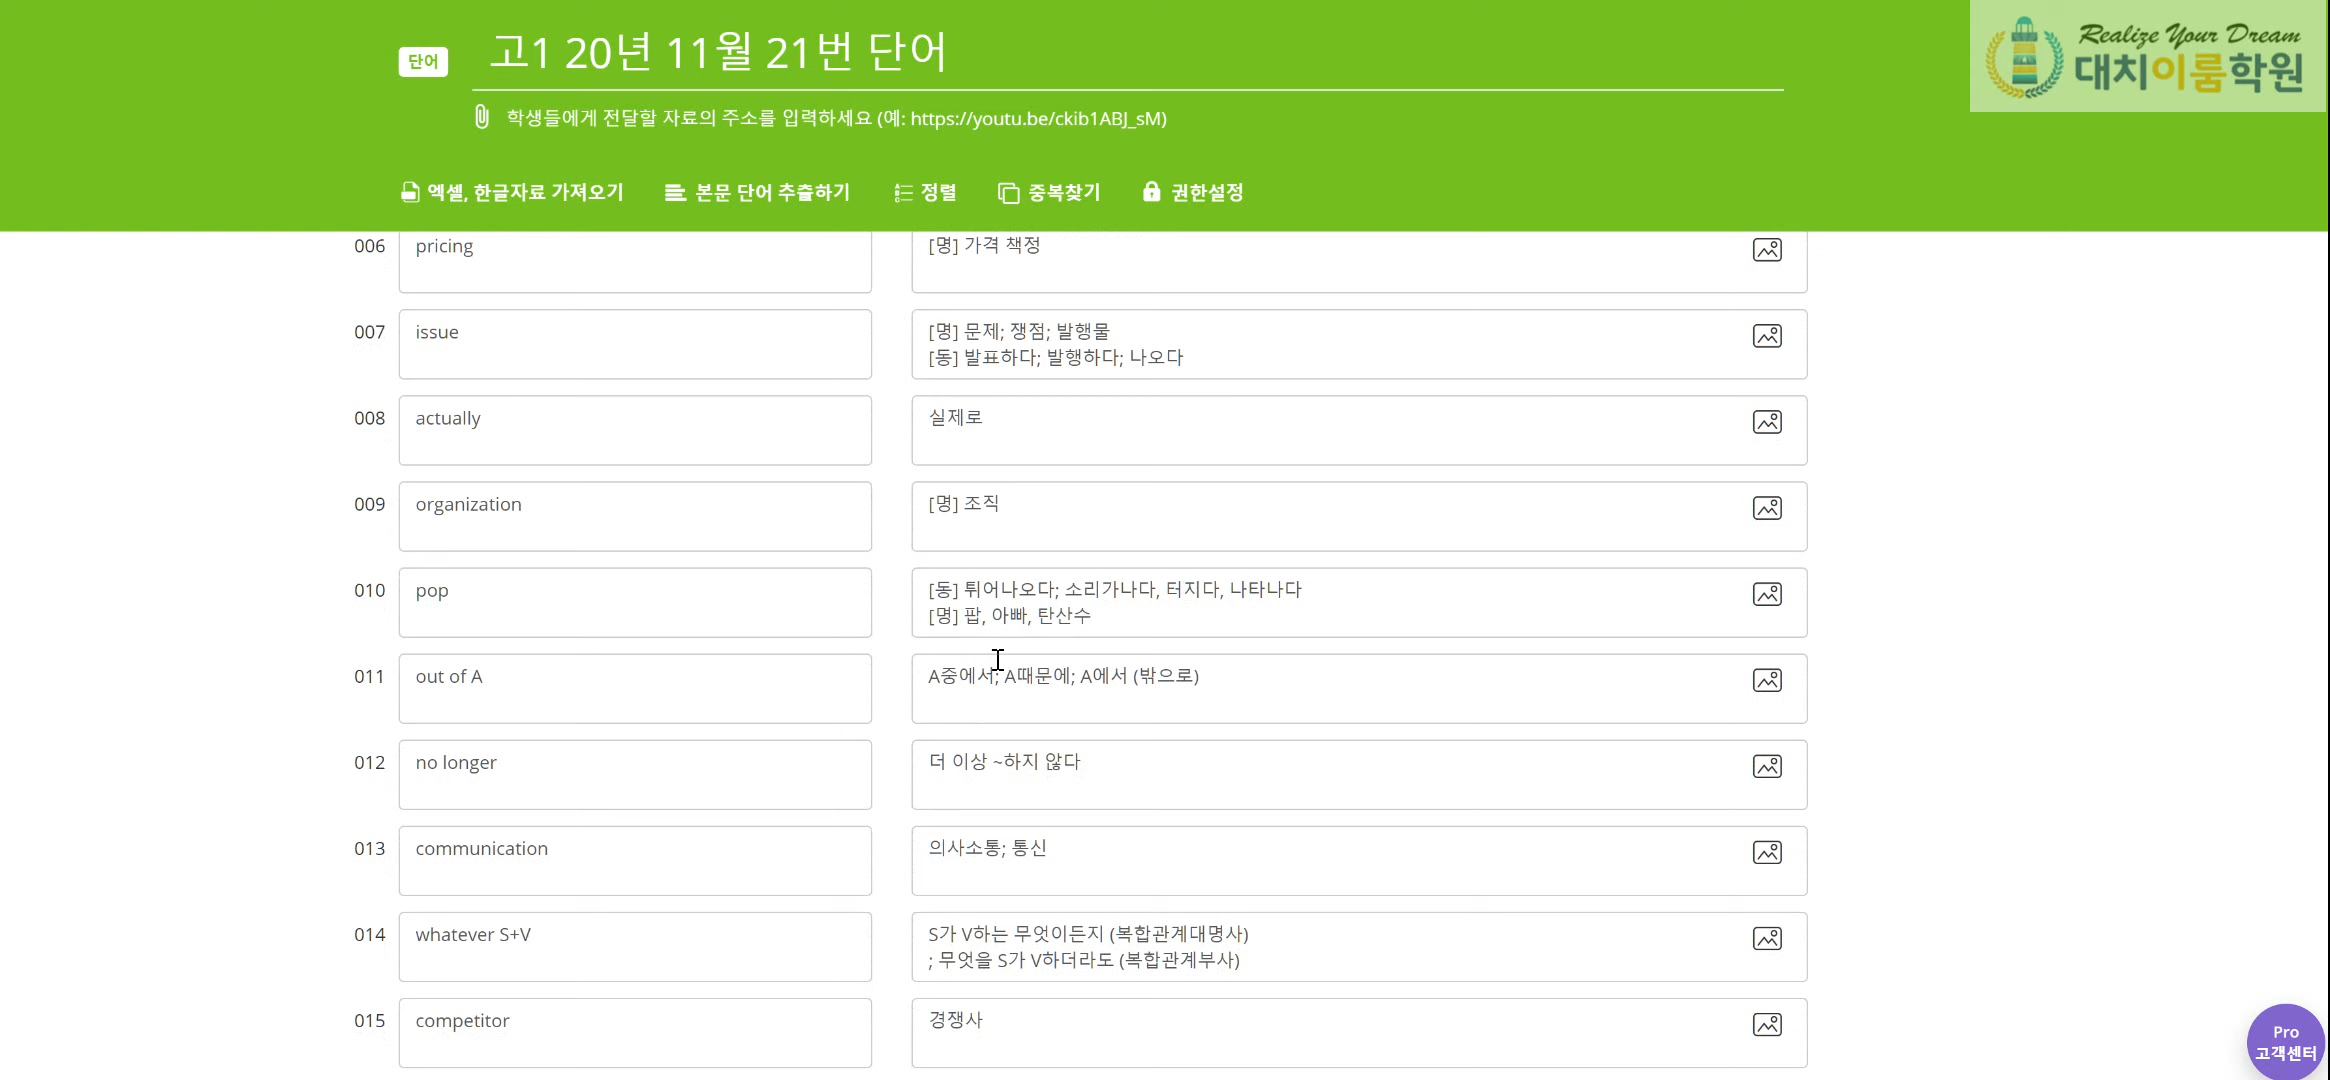 단어
고1 20년 11월 21번 단어
Realize Your Dream
대치이룸학원
학생들에게 전달할 자료의 주소를 입력하세요 (예: https://youtu.be/ckib1ABJ_sM)
엑셀, 한글자료 가져오기 본문 단어 추출하기 정렬 중복찾기 권한설정
006 pricing [명] 가격 책정
007 issue [명] 문제; 쟁점; 발행물
[동] 발표하다; 발행하다; 나오다
008 actually 실제로
009 organization [명] 조직
010 pop [동] 튀어나오다; 소리가나다, 터지다, 나타나다
[명] 팝, 아빠, 탄산수
011 out of A A중에서; A때문에; A에서 (밖으로)
012 no longer 더 이상 ~하지 않다
013 communication 의사소통; 통신
014 whatever S+V S가 V하는 무엇이든지 (복합관계대명사)
; 무엇을 S가 V하더라도 (복합관계부사)
015 competitor 경쟁사
Pro
고객센터